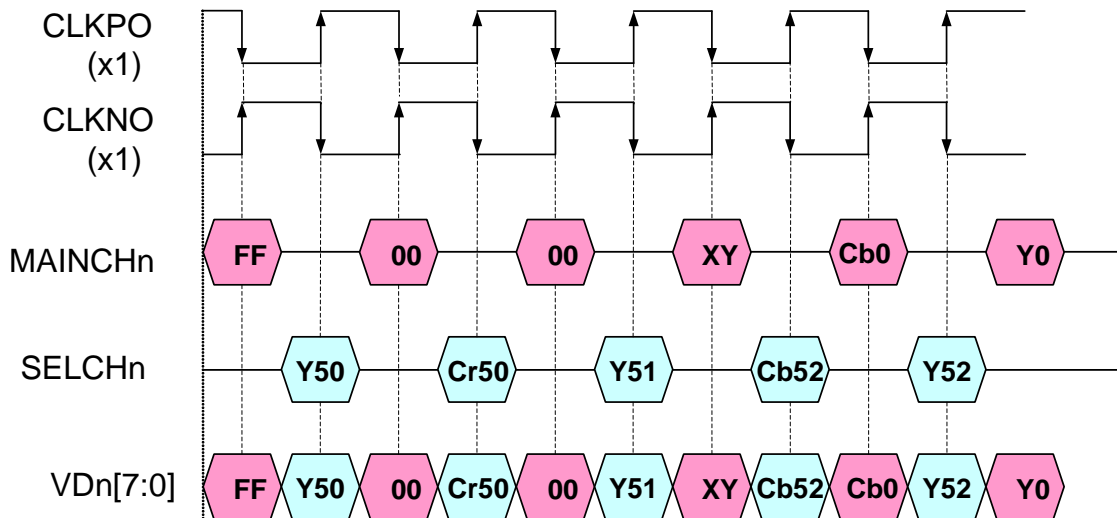 CLKPO
(x1)
CLKNO
(x1)
MAINCHn FF 00 00 XY Cb0 Y0
SELCHn Y50 Cr50 Y51 Cb52 Y52
VDn[7:0] FF Y50 00 Cr50 00 Y51 XY Cb52 Cb0 Y52 Y0